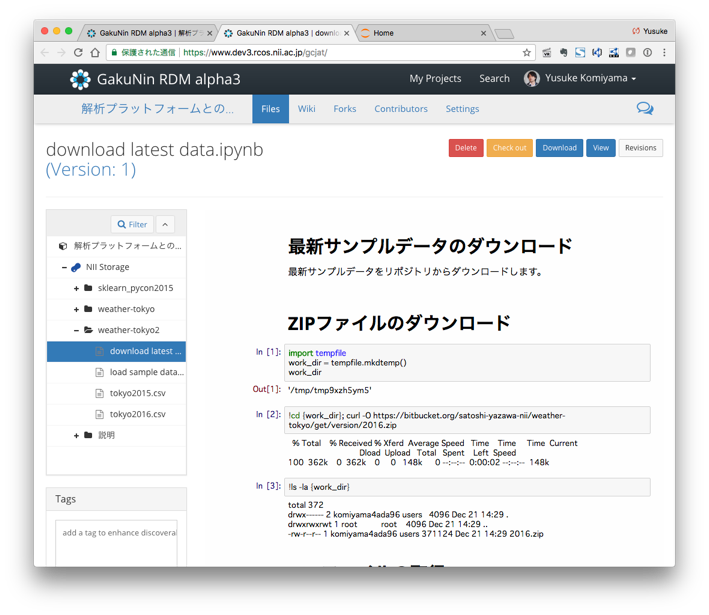 GakuNin RDM alpha3 | 解析プ
GakuNin RDM alpha3 | downl
Home
Yusuke
保護された通信
https://www.dev3.rcos.nii.ac.jp/gcjat/
GakuNin RDM alpha3
My Projects
Search
Yusuke Komiyama
解析プラットフォームとの...
Files
Wiki
Forks
Contributors
Settings
download latest data.ipynb
(Version: 1)
Delete
Check out
Download
View
Revisions
Filter
解析プラットフォームとの...
NII Storage
sklearn_pycon2015
weather-tokyo
weather-tokyo2
download latest ...
load sample data...
tokyo2015.csv
tokyo2016.csv
説明
Tags
add a tag to enhance discoveral
最新サンプルデータのダウンロード
最新サンプルデータをリポジトリからダウンロードします。
ZIPファイルのダウンロード
In [1]:
import tempfile
work_dir = tempfile.mkdtemp()
work_dir
Out[1]:
'/tmp/tmp9xzh5ym5'
In [2]:
!cd {work_dir}; curl -O https://bitbucket.org/satoshi-yazawa-nii/weather-
tokyo/get/version/2016.zip
% Total % Received % Xferd Average Speed Time Time Time Current
Dload Upload Total Spent Left Speed
100 362k 0 362k 0 0 148k 0 --:--:-- 0:00:02 --:--:-- 148k
In [3]:
!ls -la {work_dir}
total 372
drwx------ 2 komiyama4ada96 users 4096 Dec 21 14:29 .
drwxrwxrwt 1 root root 4096 Dec 21 14:29 ..
-rw-r--r-- 1 komiyama4ada96 users 371124 Dec 21 14:29 2016.zip